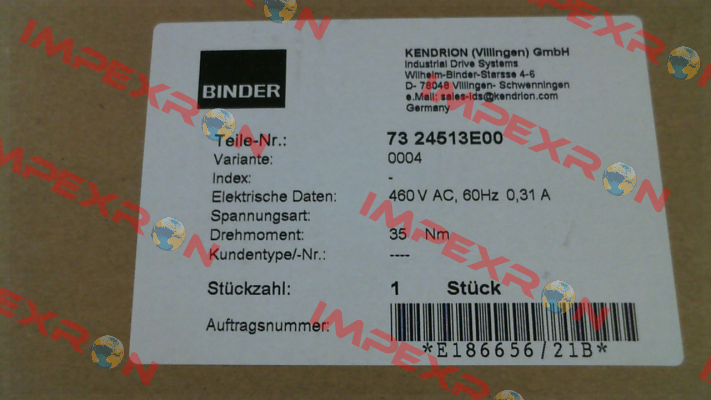 BINDER
KENDRION (Villingen) GmbH
Industrial Drive Systems
Wilhelm-Binder-Starsse 4-6
D- 78048 Villingen- Schwenningen
e.Mail: sales-ids@kendrion.com
Germany
Teile-Nr.: 73 24513E00
Variante: 0004
Index: -
Elektrische Daten: 460 V AC, 60Hz 0,31 A
Spannungsart:
Drehmoment: 35 Nm
Kundentype/-Nr.: ----
Stückzahl: 1 Stück
Auftragsnummer:
*E186656/21B*
IMPEXRON
IMPEXRON
IMPEXRON
IMPEXRON
IMPEXRON
IMPEXRON